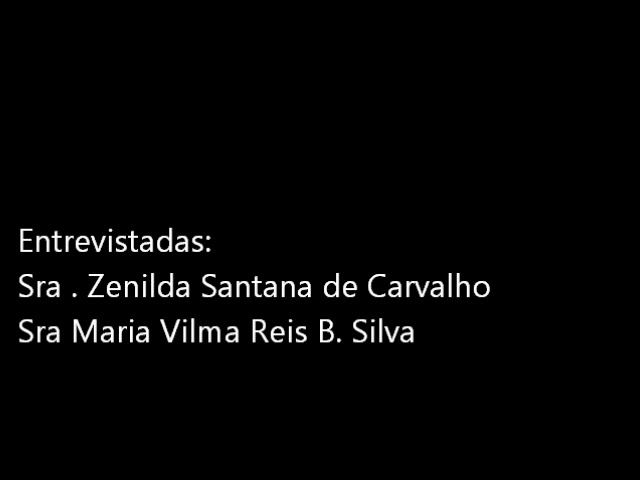 Entrevistadas:
Sra . Zenilda Santana de Carvalho
Sra Maria Vilma Reis B. Silva